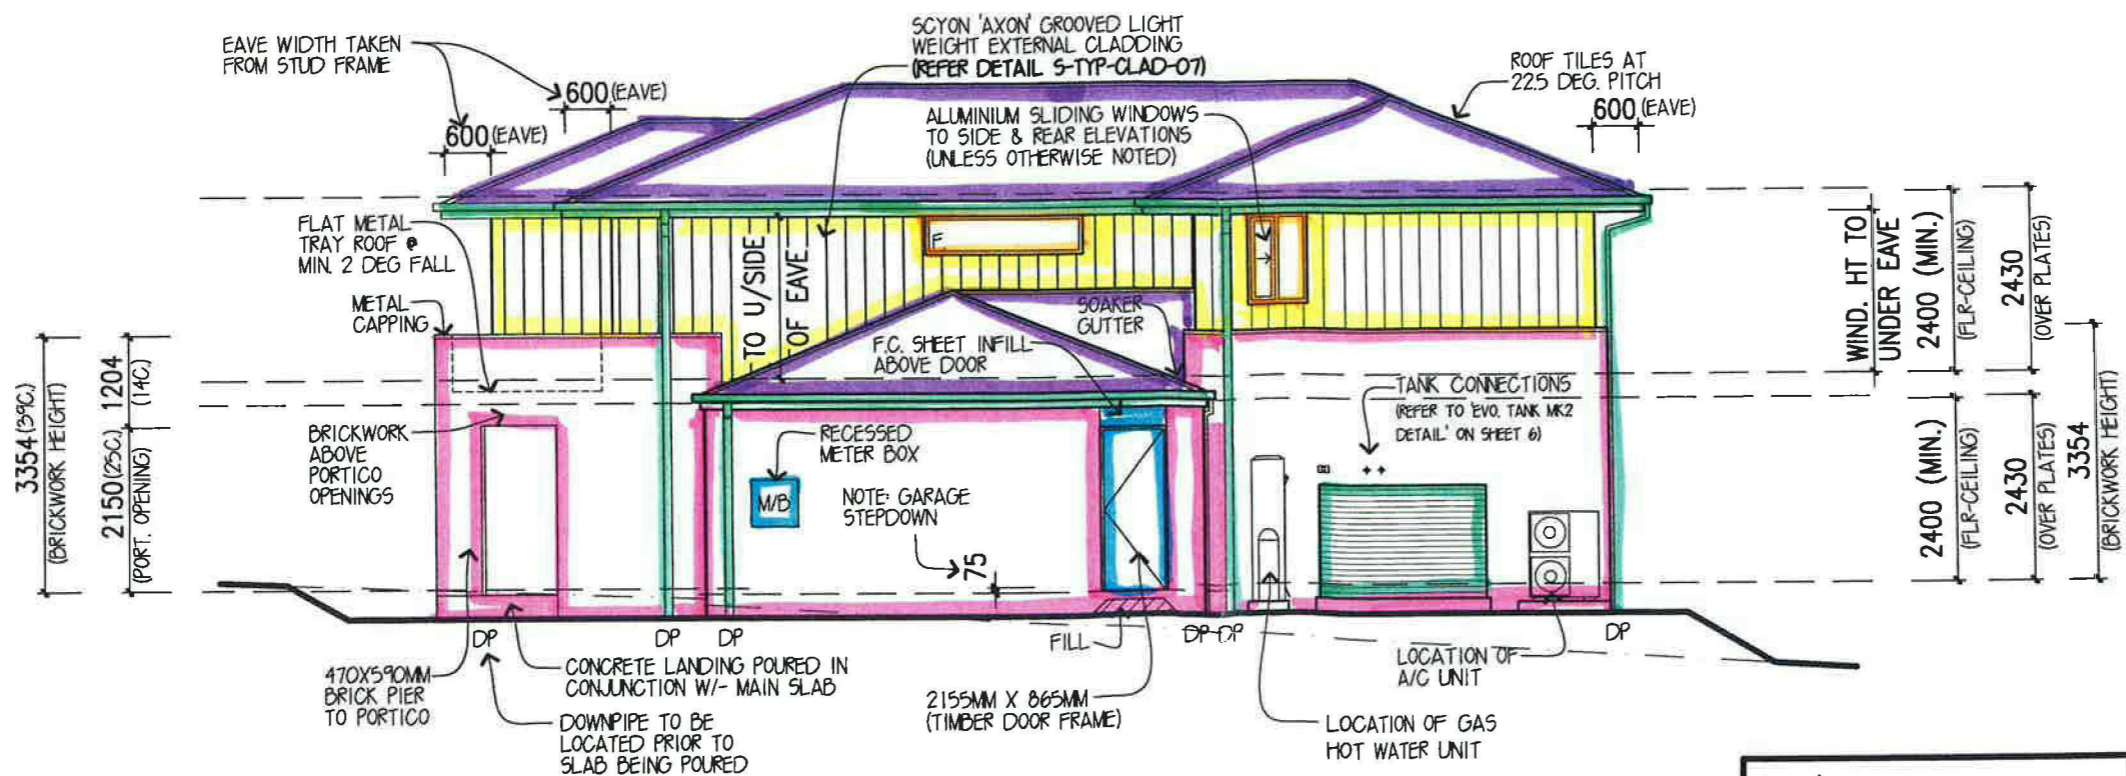 EAVE WIDTH TAKEN
FROM STUD FRAME
600 (EAVE)
600 (EAVE)
SCYON 'AXON' GROOVED LIGHT
WEIGHT EXTERNAL CLADDING
(REFER DETAIL S-TYP-CLAD-07)
ALUMINIUM SLIDING WINDOWS
TO SIDE & REAR ELEVATIONS
(UNLESS OTHERWISE NOTED)
ROOF TILES AT
22.5 DEG. PITCH
600 (EAVE)
FLAT METAL
TRAY ROOF @
MIN. 2 DEG FALL
METAL
CAPPING
F
TO U/SIDE
OF EAVE
SOAKER
GUTTER
F.C. SHEET INFILL
ABOVE DOOR
WIND. HT TO
UNDER EAVE
2400 (MIN.)
(FLR-CEILING)
2430
(OVER PLATES)
3354 (39C.)
(BRICKWORK HEIGHT)
1204
(14C.)
2150 (25C.)
(PORT. OPENING)
BRICKWORK
ABOVE
PORTICO
OPENINGS
RECESSED
METER BOX
M/B
NOTE: GARAGE
STEPDOWN
75
TANK CONNECTIONS
(REFER TO 'EVO. TANK MK2
DETAIL' ON SHEET 6)
2400 (MIN.)
(FLR-CEILING)
2430
(OVER PLATES)
3354
(BRICKWORK HEIGHT)
DP
DP
DP
DP
DP
DP
470X590MM
BRICK PIER
TO PORTICO
CONCRETE LANDING POURED IN
CONJUNCTION W/- MAIN SLAB
DOWNPIPE TO BE
LOCATED PRIOR TO
SLAB BEING POURED
FILL
2155MM X 865MM
(TIMBER DOOR FRAME)
LOCATION OF
A/C UNIT
LOCATION OF GAS
HOT WATER UNIT